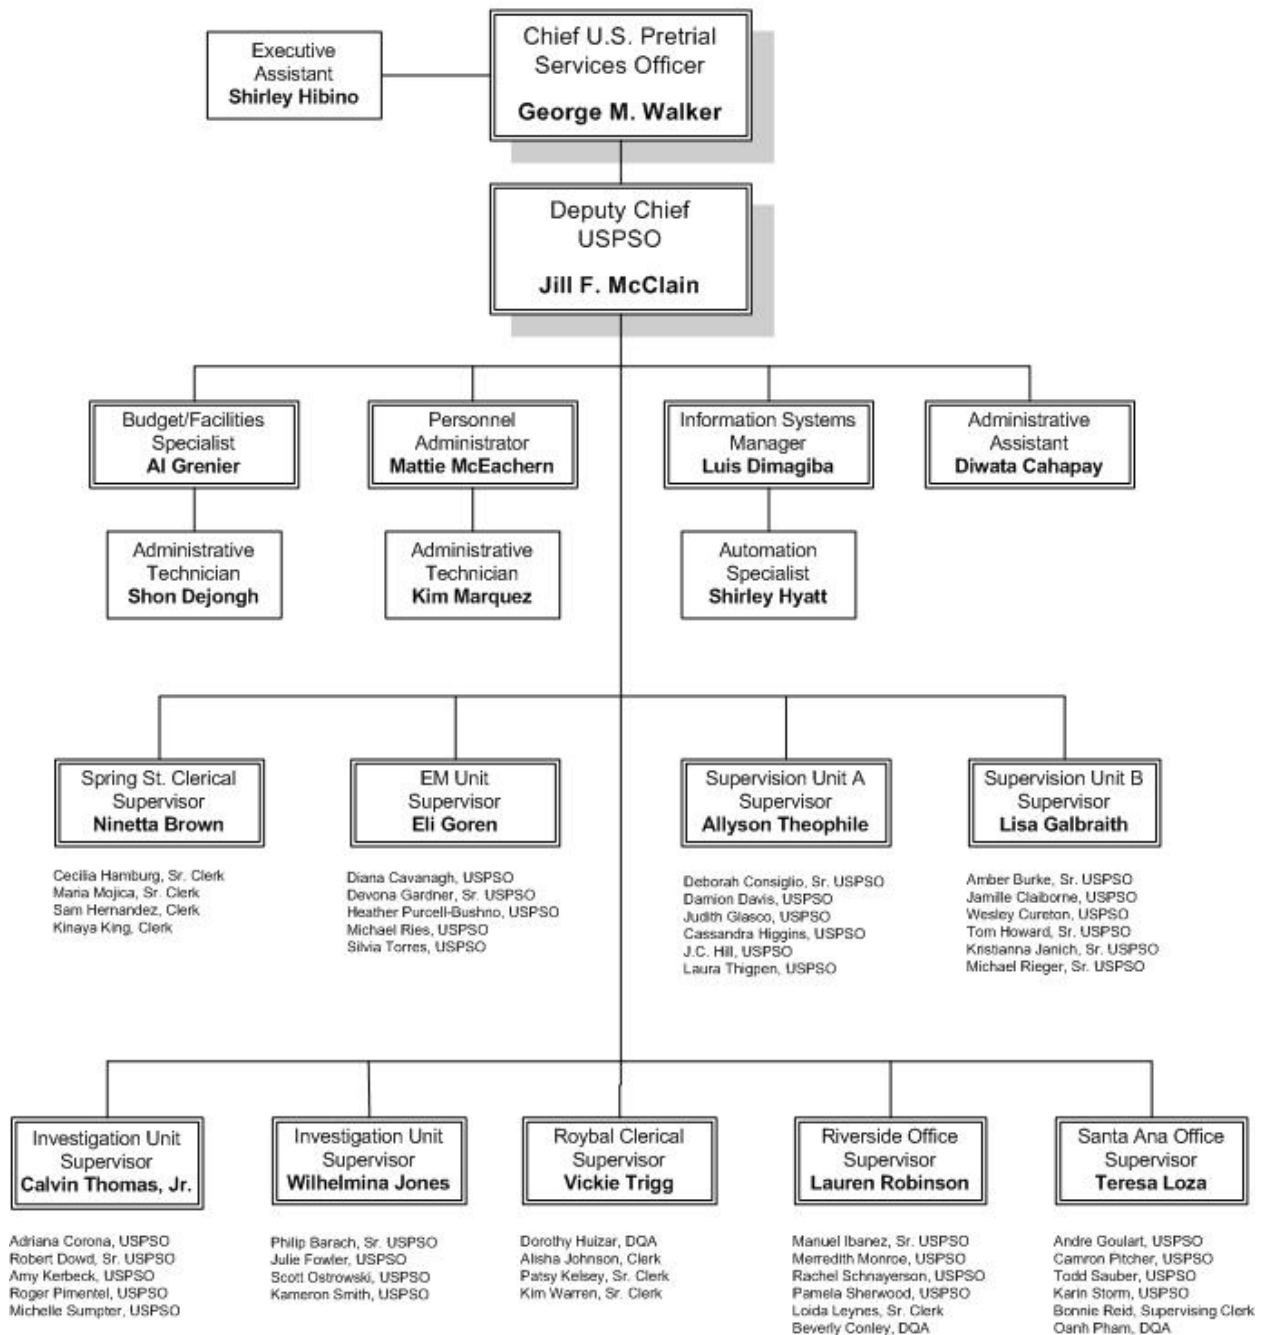 Chief U.S. Pretrial
Services Officer
George M. Walker
Executive
Assistant
Shirley Hibino
Deputy Chief
USPSO
Jill F. McClain
Budget/Facilities
Specialist
Al Grenier
Personnel
Administrator
Mattie McEachern
Information Systems
Manager
Luis Dimagiba
Administrative
Assistant
Diwata Cahapay
Administrative
Technician
Shon Dejongh
Administrative
Technician
Kim Marquez
Automation
Specialist
Shirley Hyatt
Spring St. Clerical
Supervisor
Ninetta Brown
Cecilia Hamburg, Sr. Clerk
Maria Mojica, Sr. Clerk
Sam Hernandez, Clerk
Kinaya King, Clerk
EM Unit
Supervisor
Eli Goren
Diana Cavanagh, USPSO
Devona Gardner, Sr. USPSO
Heather Purcell-Bushno, USPSO
Michael Ries, USPSO
Silvia Torres, USPSO
Supervision Unit A
Supervisor
Allyson Theophile
Deborah Consiglio, Sr. USPSO
Damion Davis, USPSO
Judith Glasco, USPSO
Cassandra Higgins, USPSO
J.C. Hill, USPSO
Laura Thigpen, USPSO
Supervision Unit B
Supervisor
Lisa Galbraith
Amber Burke, Sr. USPSO
Jamille Claiborne, USPSO
Wesley Cureton, USPSO
Tom Howard, Sr. USPSO
Kristianna Janich, Sr. USPSO
Michael Rieger, Sr. USPSO
Investigation Unit
Supervisor
Calvin Thomas, Jr.
Adriana Corona, USPSO
Robert Dowd, Sr. USPSO
Amy Kerbeck, USPSO
Roger Pimentel, USPSO
Michelle Sumpter, USPSO
Investigation Unit
Supervisor
Wilhelmina Jones
Philip Barach, Sr. USPSO
Julie Fowler, USPSO
Scott Ostrowski, USPSO
Kameron Smith, USPSO
Roybal Clerical
Supervisor
Vickie Trigg
Dorothy Huizar, DQA
Alisha Johnson, Clerk
Patsy Kelsey, Sr. Clerk
Kim Warren, Sr. Clerk
Riverside Office
Supervisor
Lauren Robinson
Manuel Ibanez, Sr. USPSO
Merredith Monroe, USPSO
Rachel Schnayerson, USPSO
Pamela Sherwood, USPSO
Loida Leynes, Sr. Clerk
Beverly Conley, DQA
Santa Ana Office
Supervisor
Teresa Loza
Andre Goulart, USPSO
Camron Pitcher, USPSO
Todd Sauber, USPSO
Karin Storm, USPSO
Bonnie Reid, Supervising Clerk
Oanh Pham, DQA